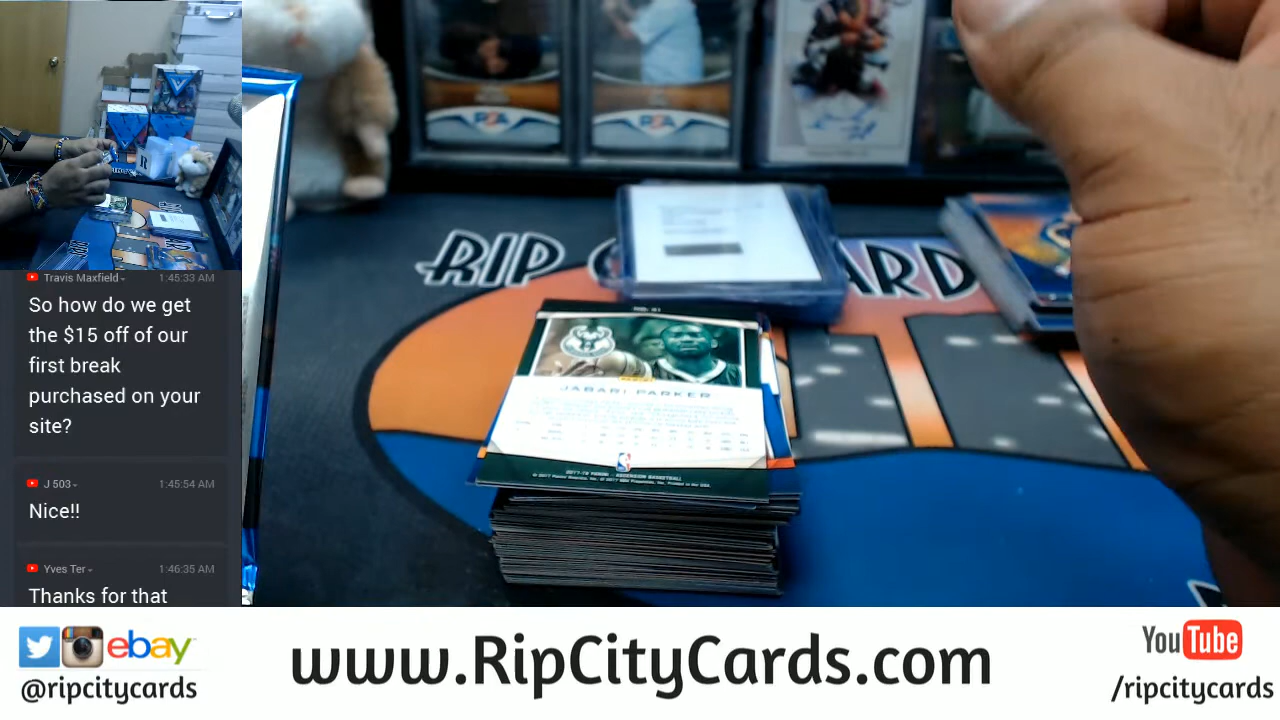 Travis Maxfield
1:45:33 AM
So how do we get
the $15 off of our
first break
purchased on your
site?
J 503
1:45:54 AM
Nice!!
Yves Ter
1:46:35 AM
Thanks for that
RIP
ARD
JABARI PARKER
ebay
@ripcitycards
www.RipCityCards.com
YouTube
/ripcitycards